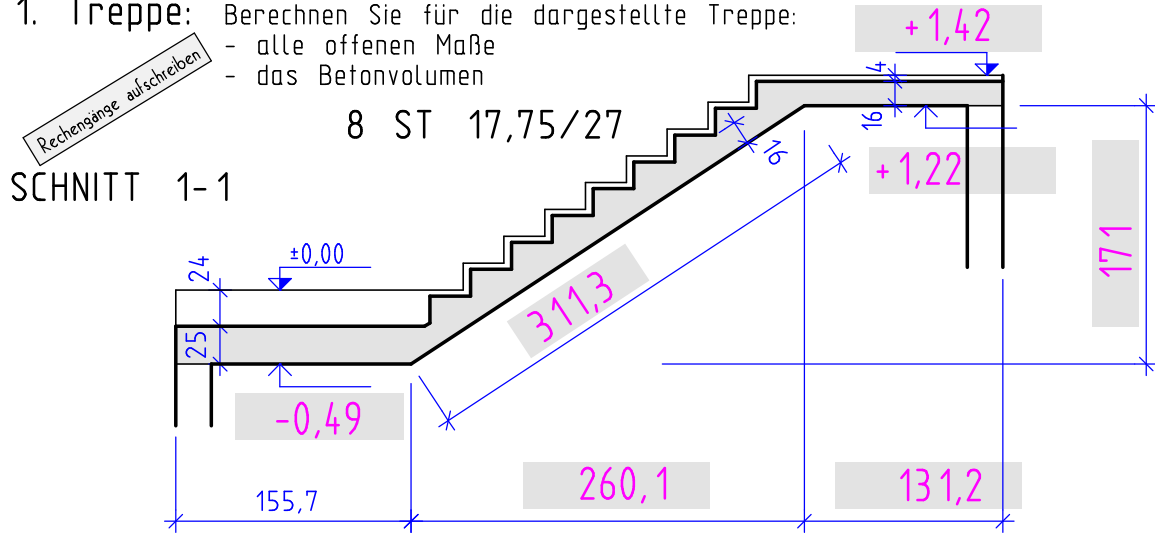 1. Treppe: Berechnen Sie für die dargestellte Treppe:
- alle offenen Maße
- das Betonvolumen
Rechengänge aufschreiben
8 ST 17,75/27
SCHNITT 1-1
+1,42
4
16
+1,22
16
171
±0,00
24
25
311,3
-0,49
155,7
260,1
131,2